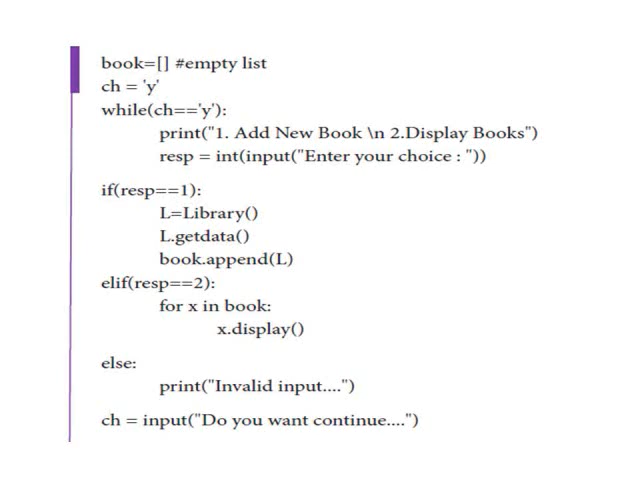 book=[] #empty list
ch = 'y'
while(ch=='y'):
print("1. Add New Book \n 2.Display Books")
resp = int(input("Enter your choice : "))
if(resp==1):
L=Library()
L.getdata()
book.append(L)
elif(resp==2):
for x in book:
x.display()
else:
print("Invalid input....")
ch = input("Do you want continue....")